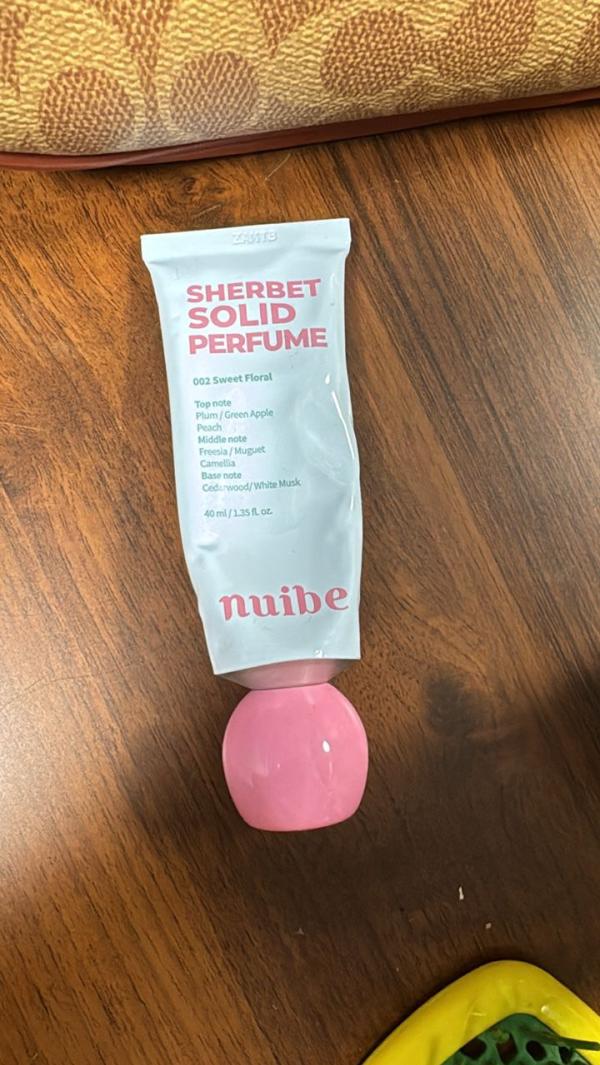 SHERBET
SOLID
PERFUME
002 Sweet Floral
Top note
Plum / Green Apple
Peach
Middle note
Freesia / Muguet
Camellia
Base note
Cedarwood/ White Musk
40 ml / 1.35 fl. oz.
nuibe